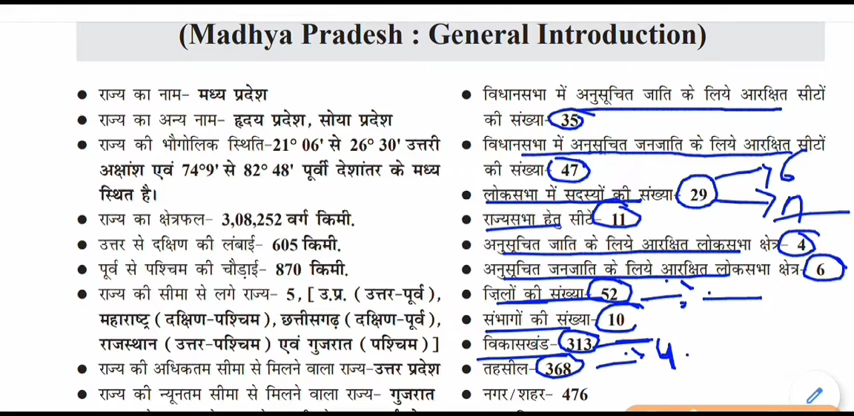 (Madhya Pradesh : General Introduction)
● राज्य का नाम- मध्य प्रदेश
● राज्य का अन्य नाम- हृदय प्रदेश, सोया प्रदेश
● राज्य की भौगोलिक स्थिति-21° 06' से 26° 30' उत्तरी
अक्षांश एवं 74°9' से 82° 48' पूर्वी देशांतर के मध्य
स्थित है।
● राज्य का क्षेत्रफल- 3,08,252 वर्ग किमी.
● उत्तर से दक्षिण की लंबाई- 605 किमी.
● पूर्व से पश्चिम की चौड़ाई- 870 किमी.
● राज्य की सीमा से लगे राज्य- 5, [ उ.प्र. (उत्तर-पूर्व),
महाराष्ट्र (दक्षिण-पश्चिम), छत्तीसगढ़ (दक्षिण-पूर्व),
राजस्थान (उत्तर-पश्चिम) एवं गुजरात (पश्चिम)]
● राज्य की अधिकतम सीमा से मिलने वाला राज्य-उत्तर प्रदेश
● राज्य की न्यूनतम सीमा से मिलने वाला राज्य- गुजरात
● विधानसभा में अनुसूचित जाति के लिये आरक्षित सीटों
की संख्या- 35
● विधानसभा में अनुसूचित जनजाति के लिये आरक्षित सीटों
की संख्या- 47
● लोकसभा में सदस्यों की संख्या- 29
● राज्यसभा हेतु सीटें- 11
● अनुसूचित जाति के लिये आरक्षित लोकसभा क्षेत्र- 4
● अनुसूचित जनजाति के लिये आरक्षित लोकसभा क्षेत्र- 6
● जिलों की संख्या- 52
● संभागों की संख्या- 10
● विकासखंड- 313
● तहसील- 368
● नगर/शहर- 476